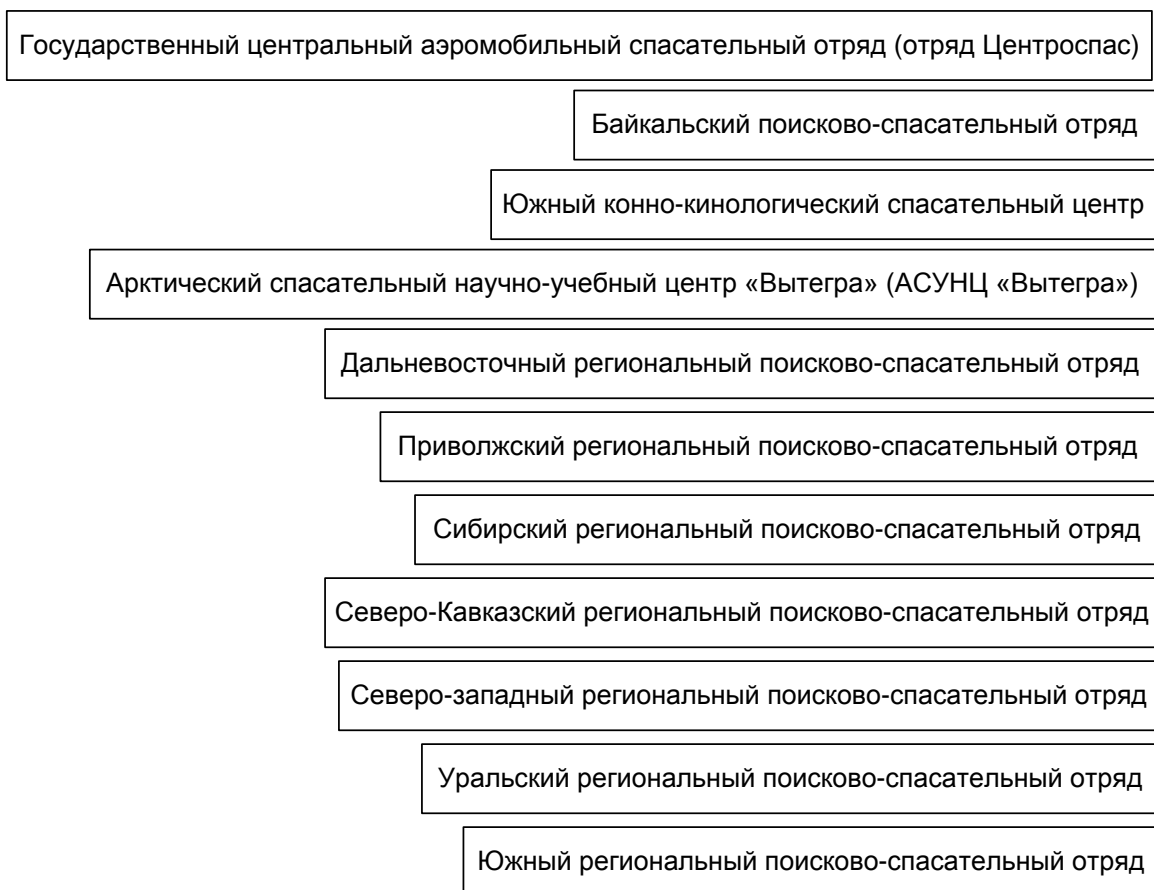 Государственный центральный аэромобильный спасательный отряд (отряд Центроспас)
Байкальский поисково-спасательный отряд
Южный конно-кинологический спасательный центр
Арктический спасательный научно-учебный центр «Вытегра» (АСУНЦ «Вытегра»)
Дальневосточный региональный поисково-спасательный отряд
Приволжский региональный поисково-спасательный отряд
Сибирский региональный поисково-спасательный отряд
Северо-Кавказский региональный поисково-спасательный отряд
Северо-западный региональный поисково-спасательный отряд
Уральский региональный поисково-спасательный отряд
Южный региональный поисково-спасательный отряд